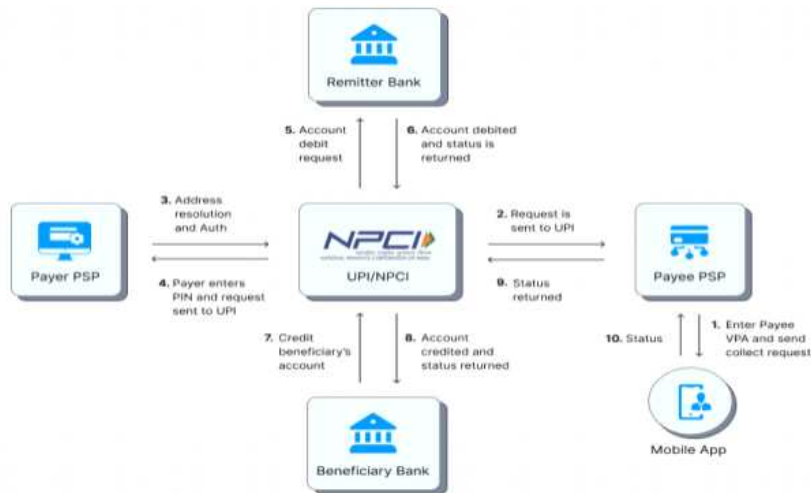 Remitter Bank
5. Account
debit
request
6. Account debited
and status is
returned
3. Address
resolution
and Auth
2. Request is
sent to UPI
NPCI
UPI/NPCI
Payer PSP
Payee PSP
4. Payer enters
PIN and request
sent to UPI
9. Status
returned
7. Credit
beneficiary's
account
8. Account
credited and
status returned
10. Status
1. Enter Payee
VPA and send
collect request
Beneficiary Bank
Mobile App